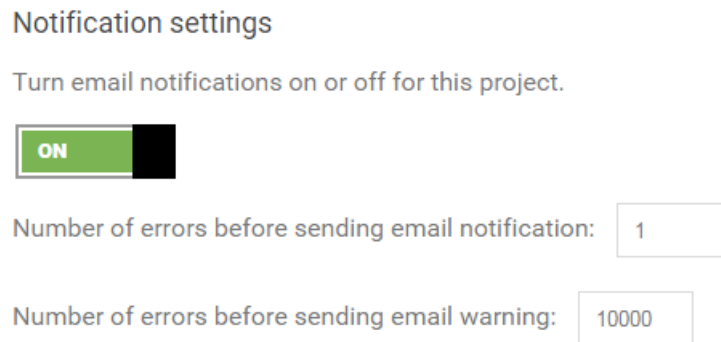 Notification settings
Turn email notifications on or off for this project.
ON
Number of errors before sending email notification: 1
Number of errors before sending email warning: 10000